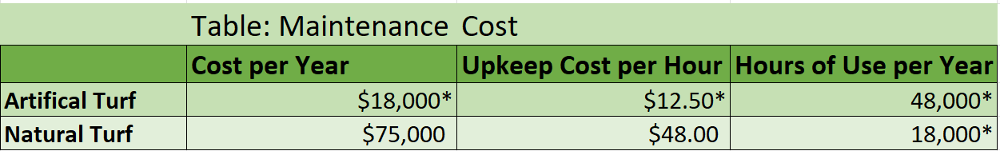 Table: Maintenance Cost
Cost per Year Upkeep Cost per Hour Hours of Use per Year
Artifical Turf $18,000* $12.50* 48,000*
Natural Turf $75,000 $48.00 18,000*